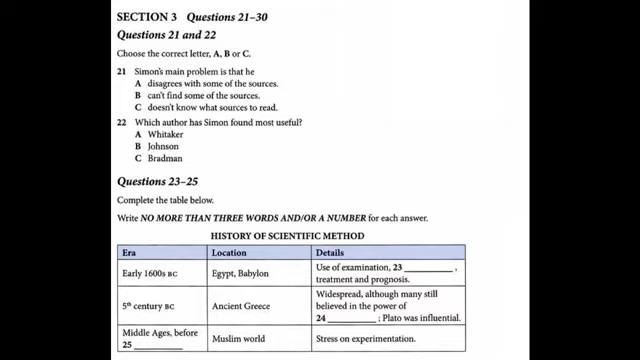 SECTION 3 Questions 21–30
Questions 21 and 22
Choose the correct letter, A, B or C.
21 Simon's main problem is that he
A disagrees with some of the sources.
B can't find some of the sources.
C doesn't know what sources to read.
22 Which author has Simon found most useful?
A Whitaker
B Johnson
C Bradman
Questions 23–25
Complete the table below.
Write NO MORE THAN THREE WORDS AND/OR A NUMBER for each answer.
HISTORY OF SCIENTIFIC METHOD
Era Location Details
Early 1600s BC Egypt, Babylon Use of examination, 23 __________ ,
treatment and prognosis.
5th century BC Ancient Greece Widespread, although many still
believed in the power of
24 __________ ; Plato was influential.
Middle Ages, before
25 __________ Muslim world Stress on experimentation.